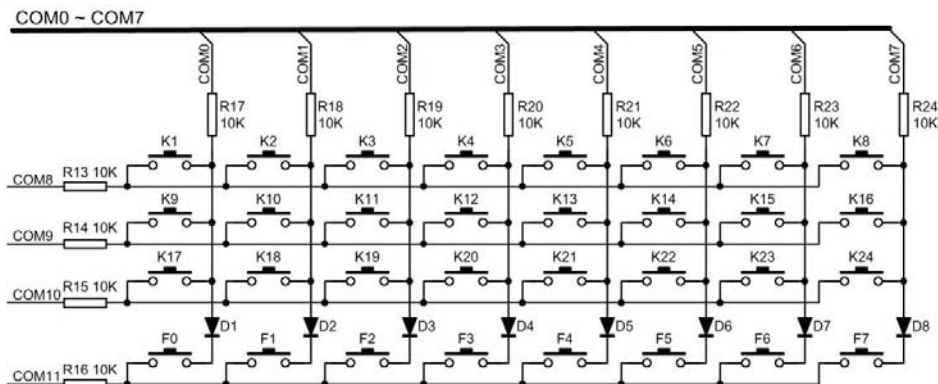 COM0 ~ COM7
COM0 COM1 COM2 COM3 COM4 COM5 COM6 COM7
R17 R18 R19 R20 R21 R22 R23 R24
10K 10K 10K 10K 10K 10K 10K 10K
K1 K2 K3 K4 K5 K6 K7 K8
COM8 R13 10K
K9 K10 K11 K12 K13 K14 K15 K16
COM9 R14 10K
K17 K18 K19 K20 K21 K22 K23 K24
COM10 R15 10K
D1 D2 D3 D4 D5 D6 D7 D8
F0 F1 F2 F3 F4 F5 F6 F7
COM11 R16 10K